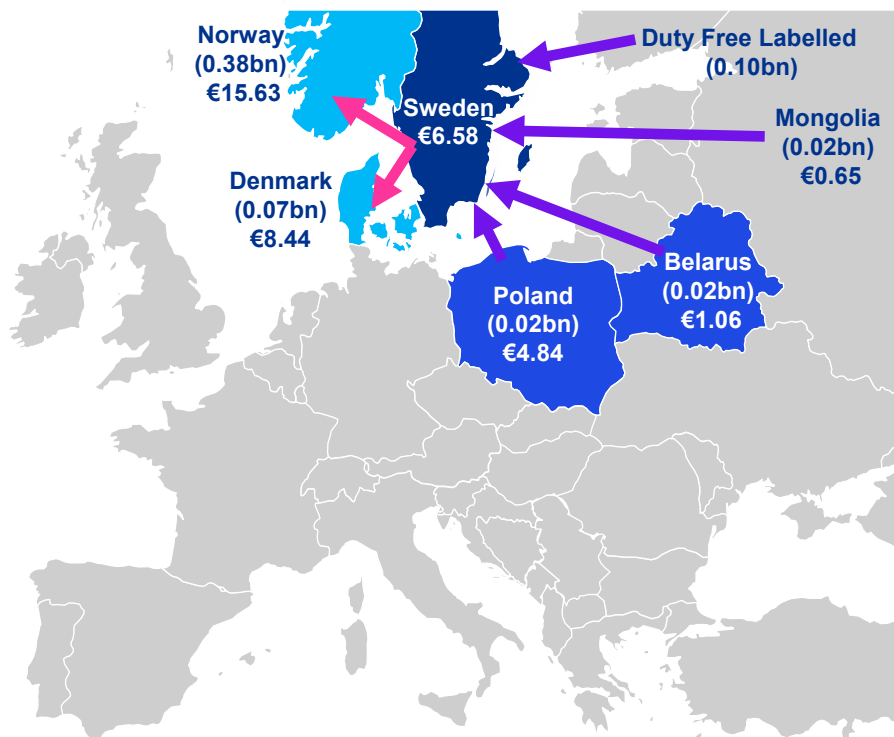 Norway
(0.38bn)
€15.63
Duty Free Labelled
(0.10bn)
Sweden
€6.58
Mongolia
(0.02bn)
€0.65
Denmark
(0.07bn)
€8.44
Belarus
(0.02bn)
€1.06
Poland
(0.02bn)
€4.84